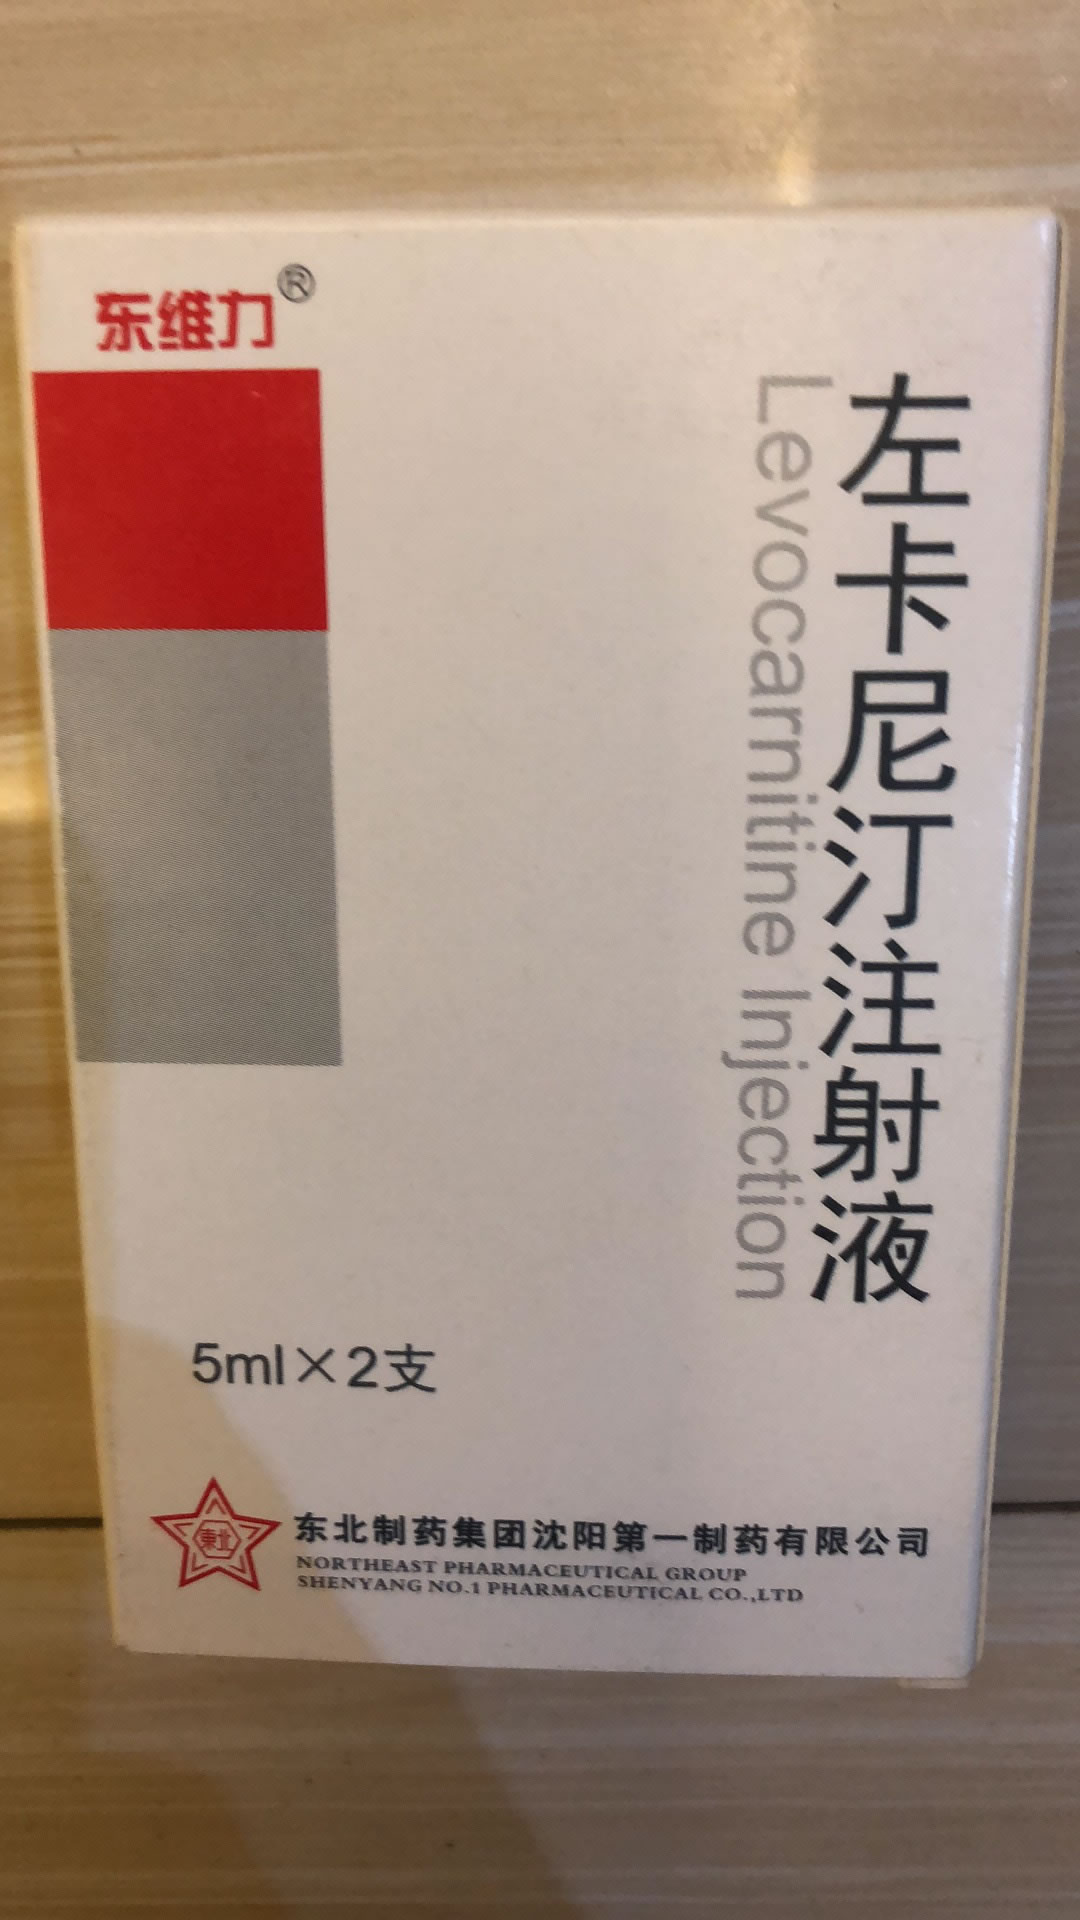 东维力®
左卡尼汀注射液
Levocarnitine Injection
5ml×2支
東北
东北制药集团沈阳第一制药有限公司
NORTHEAST PHARMACEUTICAL GROUP
SHENYANG NO.1 PHARMACEUTICAL CO.,LTD